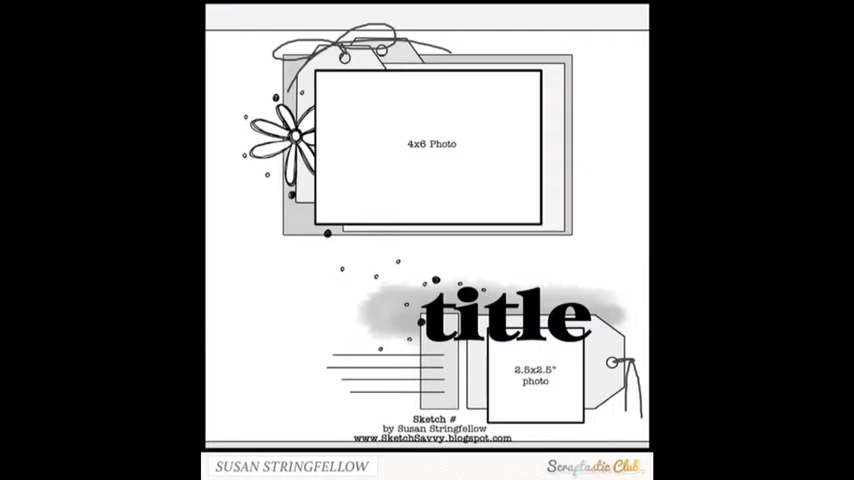 4x6 Photo
title
2.5x2.5"
photo
Sketch #
by Susan Stringfellow
www.SketchSavvy.blogspot.com
SUSAN STRINGFELLOW
Scraptastic Club